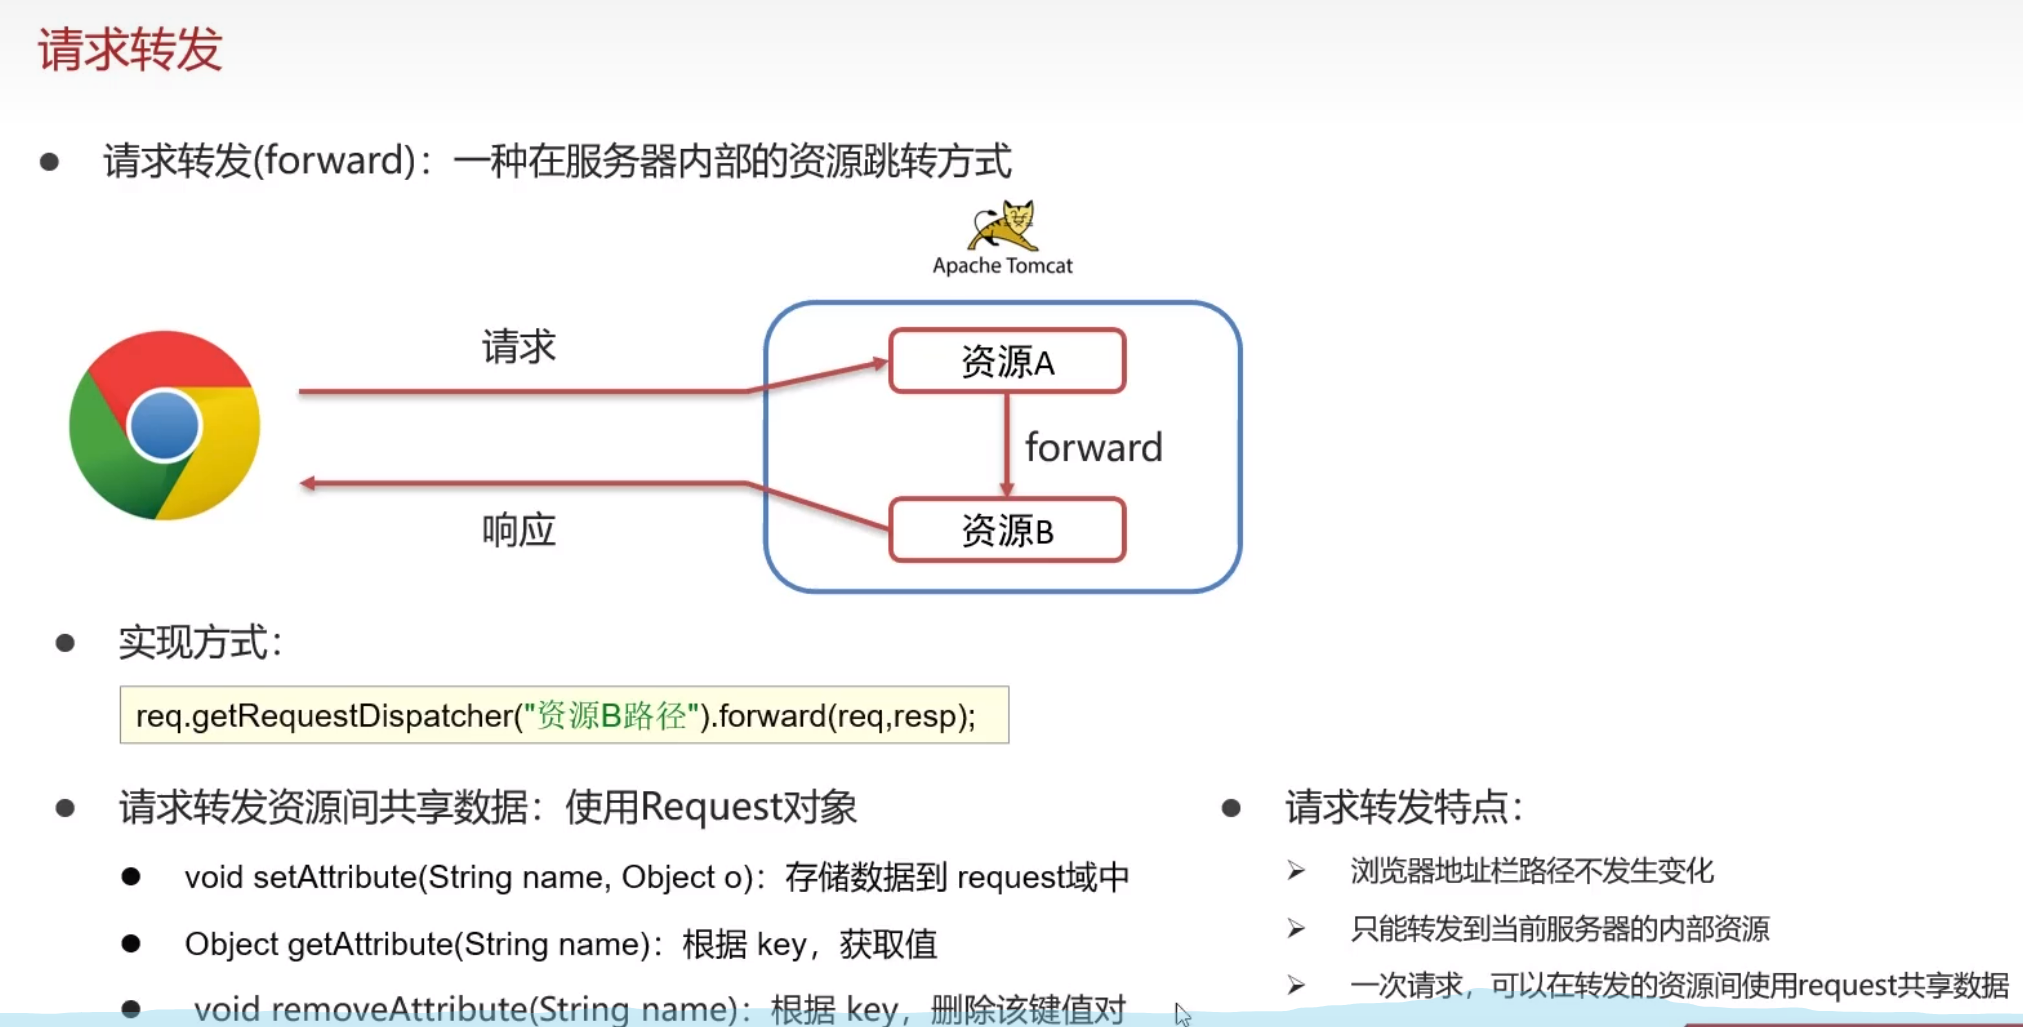 请求转发
请求转发(forward)：一种在服务器内部的资源跳转方式
Apache Tomcat
请求
资源A
forward
响应
资源B
实现方式：
req.getRequestDispatcher("资源B路径").forward(req,resp);
请求转发资源间共享数据：使用Request对象
void setAttribute(String name, Object o)：存储数据到 request域中
Object getAttribute(String name)：根据 key，获取值
void removeAttribute(String name)：根据 key，删除该键值对
请求转发特点：
浏览器地址栏路径不发生变化
只能转发到当前服务器的内部资源
一次请求，可以在转发的资源间使用request共享数据